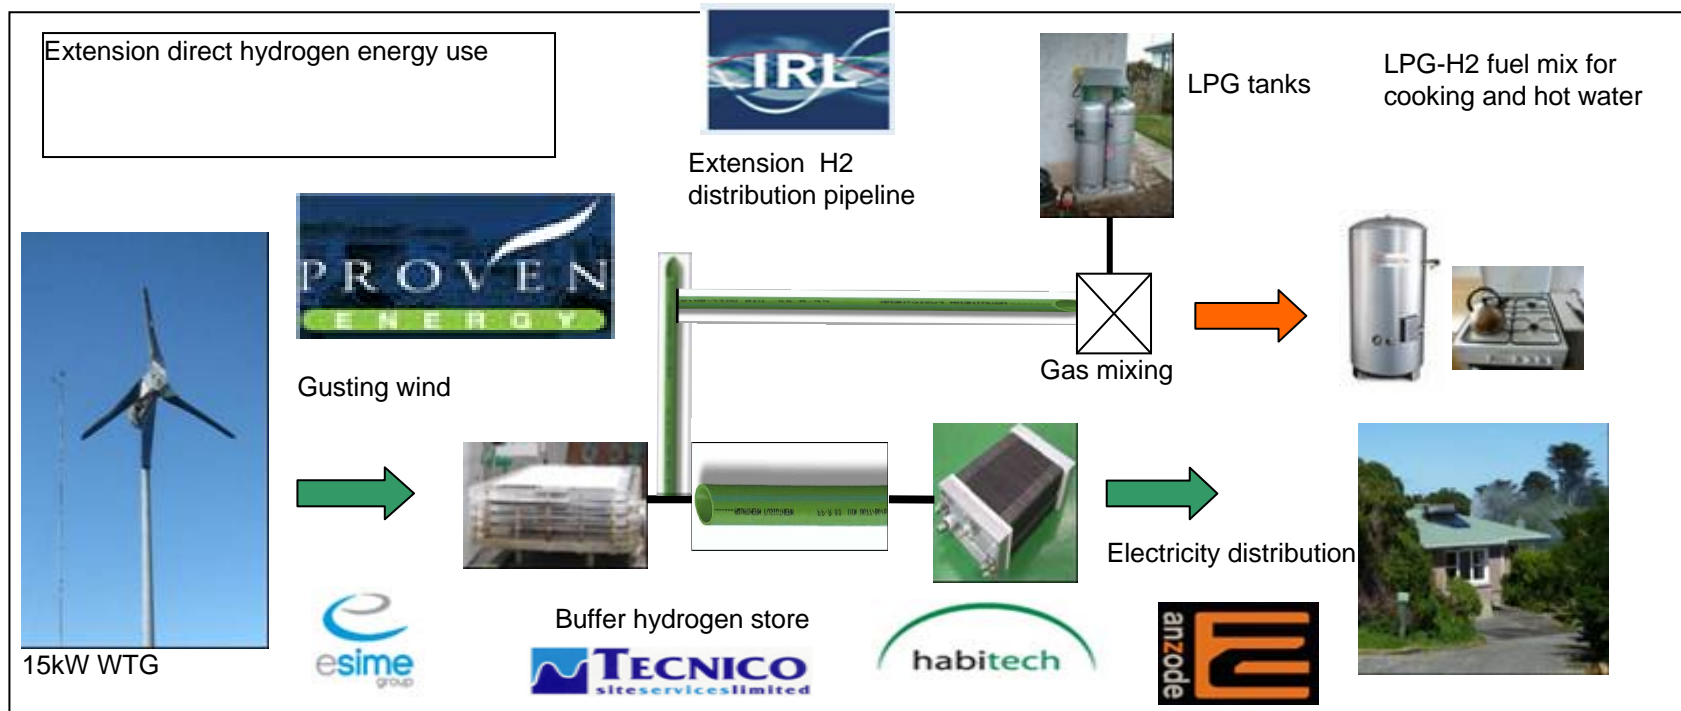 Extension direct hydrogen energy use
IRL
LPG tanks
LPG-H2 fuel mix for
cooking and hot water
Extension  H2
distribution pipeline
PROVEN
ENERGY
Gusting wind
Gas mixing
Electricity distribution
Buffer hydrogen store
15kW WTG
esime
group
TECNICO
siteserviceslimited
habitech
anzode